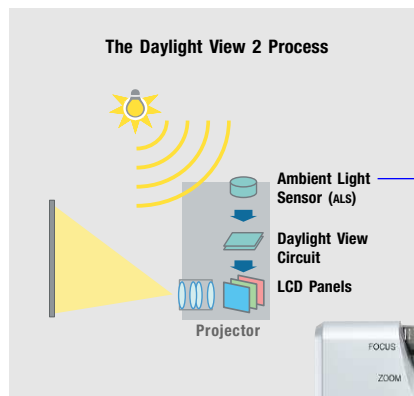 The Daylight View 2 Process
Ambient Light
Sensor (ALS)
Daylight View
Circuit
LCD Panels
Projector
FOCUS
ZOOM